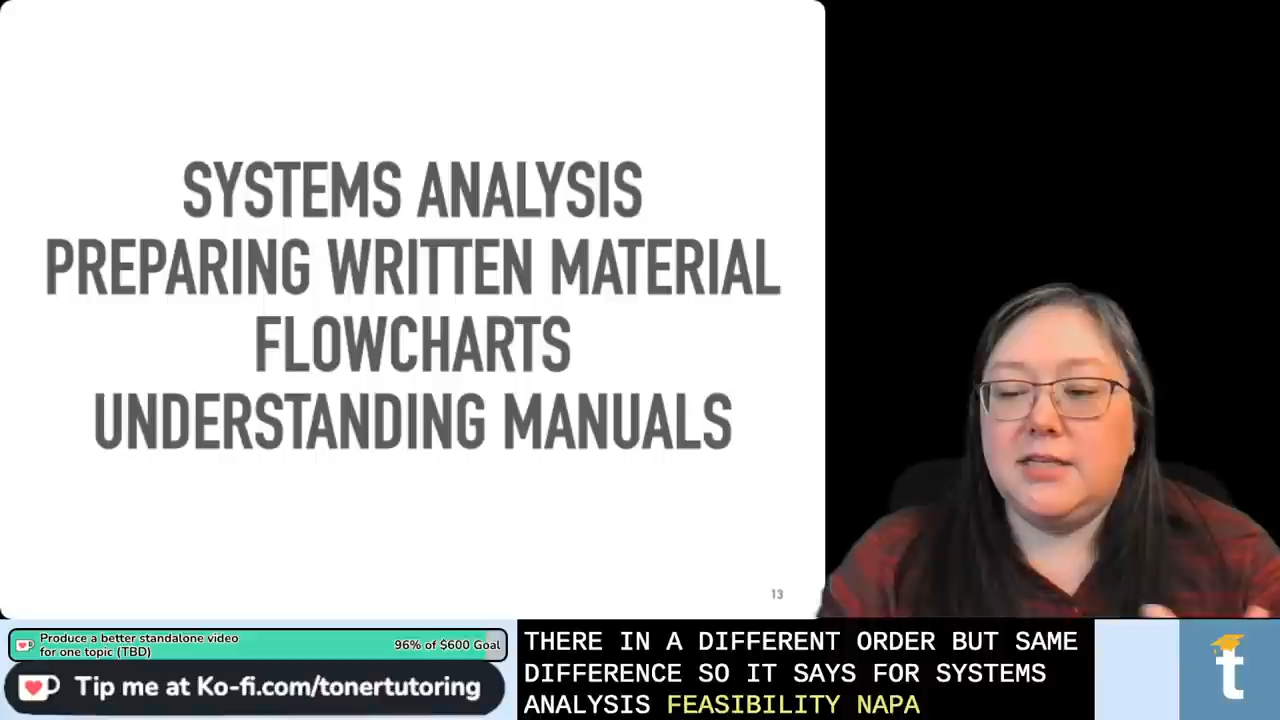 SYSTEMS ANALYSIS
PREPARING WRITTEN MATERIAL
FLOWCHARTS
UNDERSTANDING MANUALS
13
Produce a better standalone video
for one topic (TBD)
96% of $600 Goal
Tip me at Ko-fi.com/tonertutoring
THERE IN A DIFFERENT ORDER BUT SAME
DIFFERENCE SO IT SAYS FOR SYSTEMS
ANALYSIS FEASIBILITY NAPA
t